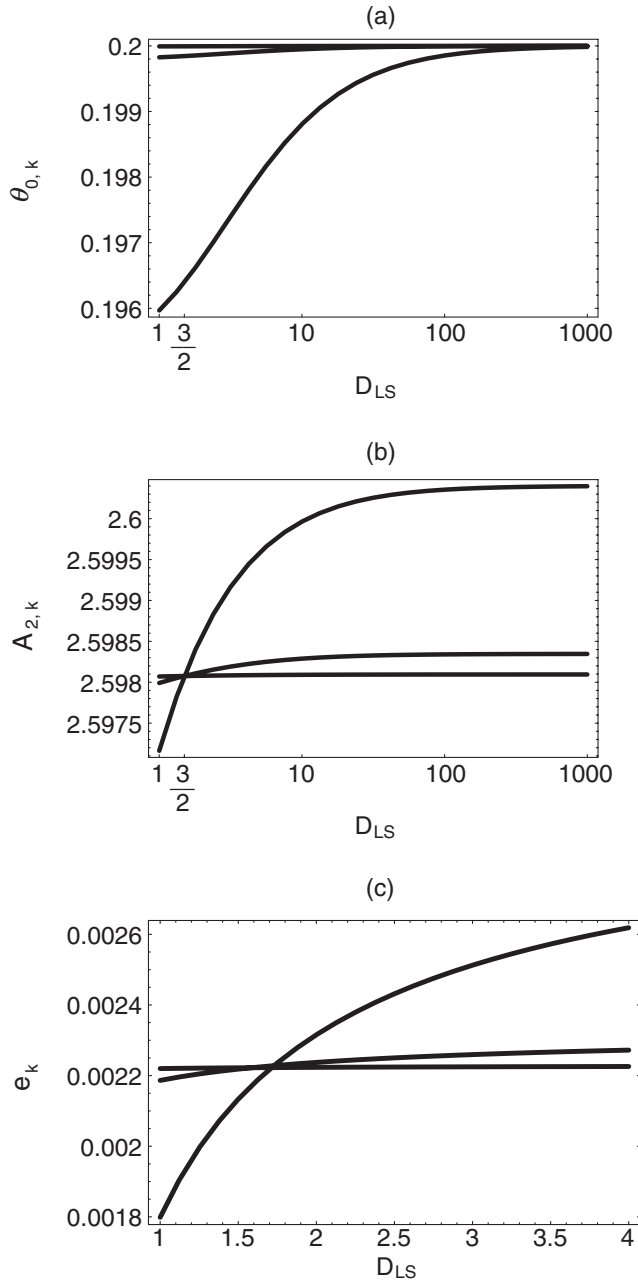 (a)
0.2
0.199
0.198
0.197
0.196
θ0, k
1 3/2 10 100 1000
DLS
(b)
2.6
2.5995
2.599
2.5985
2.598
2.5975
A2, k
1 3/2 10 100 1000
DLS
(c)
0.0026
0.0024
0.0022
0.002
0.0018
ek
1 1.5 2 2.5 3 3.5 4
DLS